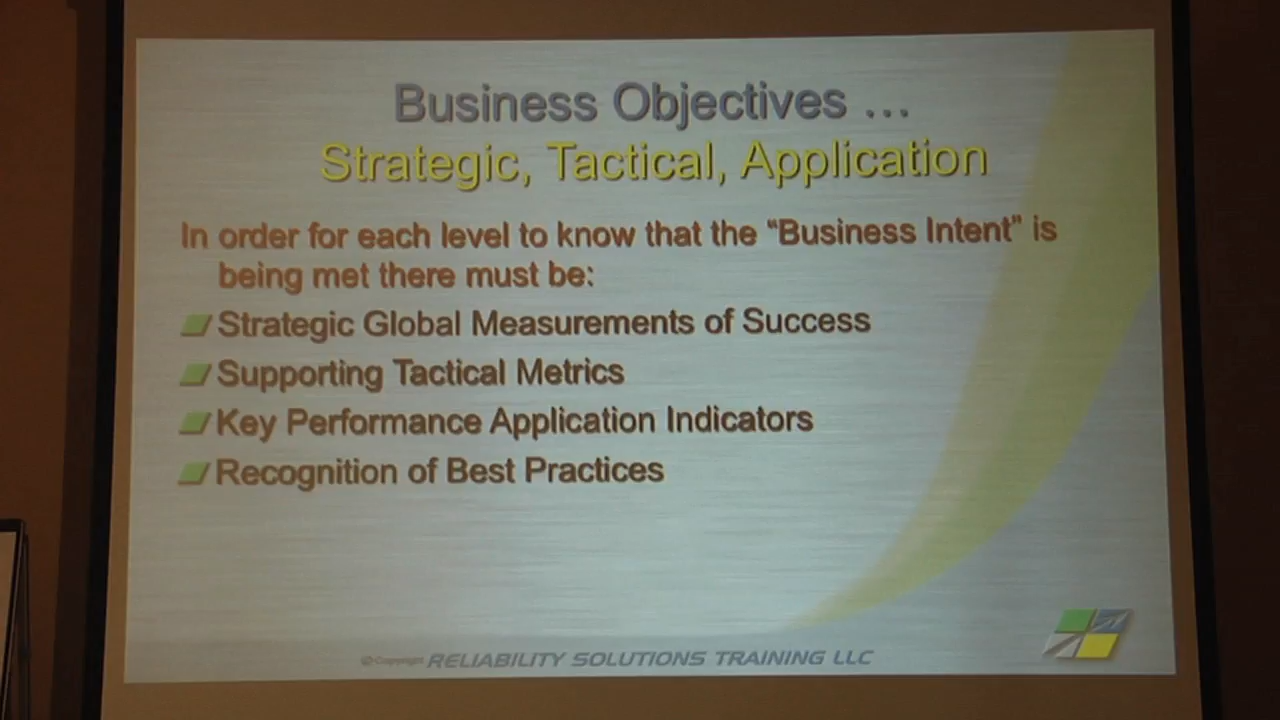 Business Objectives …
Strategic, Tactical, Application
In order for each level to know that the “Business Intent” is
being met there must be:
Strategic Global Measurements of Success
Supporting Tactical Metrics
Key Performance Application Indicators
Recognition of Best Practices
© Copyright RELIABILITY SOLUTIONS TRAINING LLC